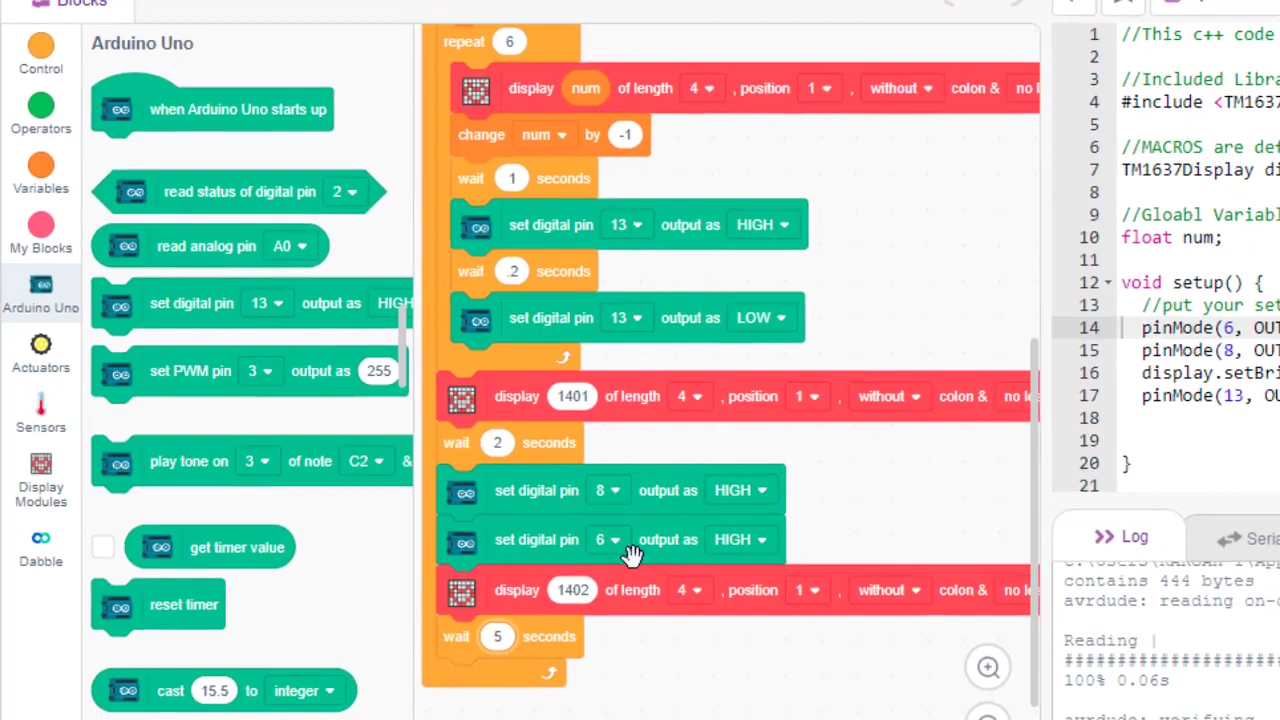 Blocks
Arduino Uno
Control
Operators
Variables
My Blocks
Arduino Uno
Actuators
Sensors
Display
Modules
Dabble
when Arduino Uno starts up
read status of digital pin 2
read analog pin A0
set digital pin 13 output as HIGH
set PWM pin 3 output as 255
play tone on 3 of note C2 &
get timer value
reset timer
cast 15.5 to integer
repeat 6
display num of length 4 , position 1 , without colon & no l
change num by -1
wait 1 seconds
set digital pin 13 output as HIGH
wait .2 seconds
set digital pin 13 output as LOW
display 1401 of length 4 , position 1 , without colon & no le
wait 2 seconds
set digital pin 8 output as HIGH
set digital pin 6 output as HIGH
display 1402 of length 4 , position 1 , without colon & no le
wait 5 seconds
1 //This c++ code
2
3 //Included Libra
4 #include <TM1637
5
6 //MACROS are def
7 TM1637Display di
8
9 //Gloabl Variabl
10 float num;
11
12 void setup() {
13 //put your set
14 pinMode(6, OUT
15 pinMode(8, OUT
16 display.setBri
17 pinMode(13, OU
18
19
20 }
21
Log
Seria
contains 444 bytes
avrdude: reading on-c
Reading |
####################
100% 0.06s
avrdude: verifying